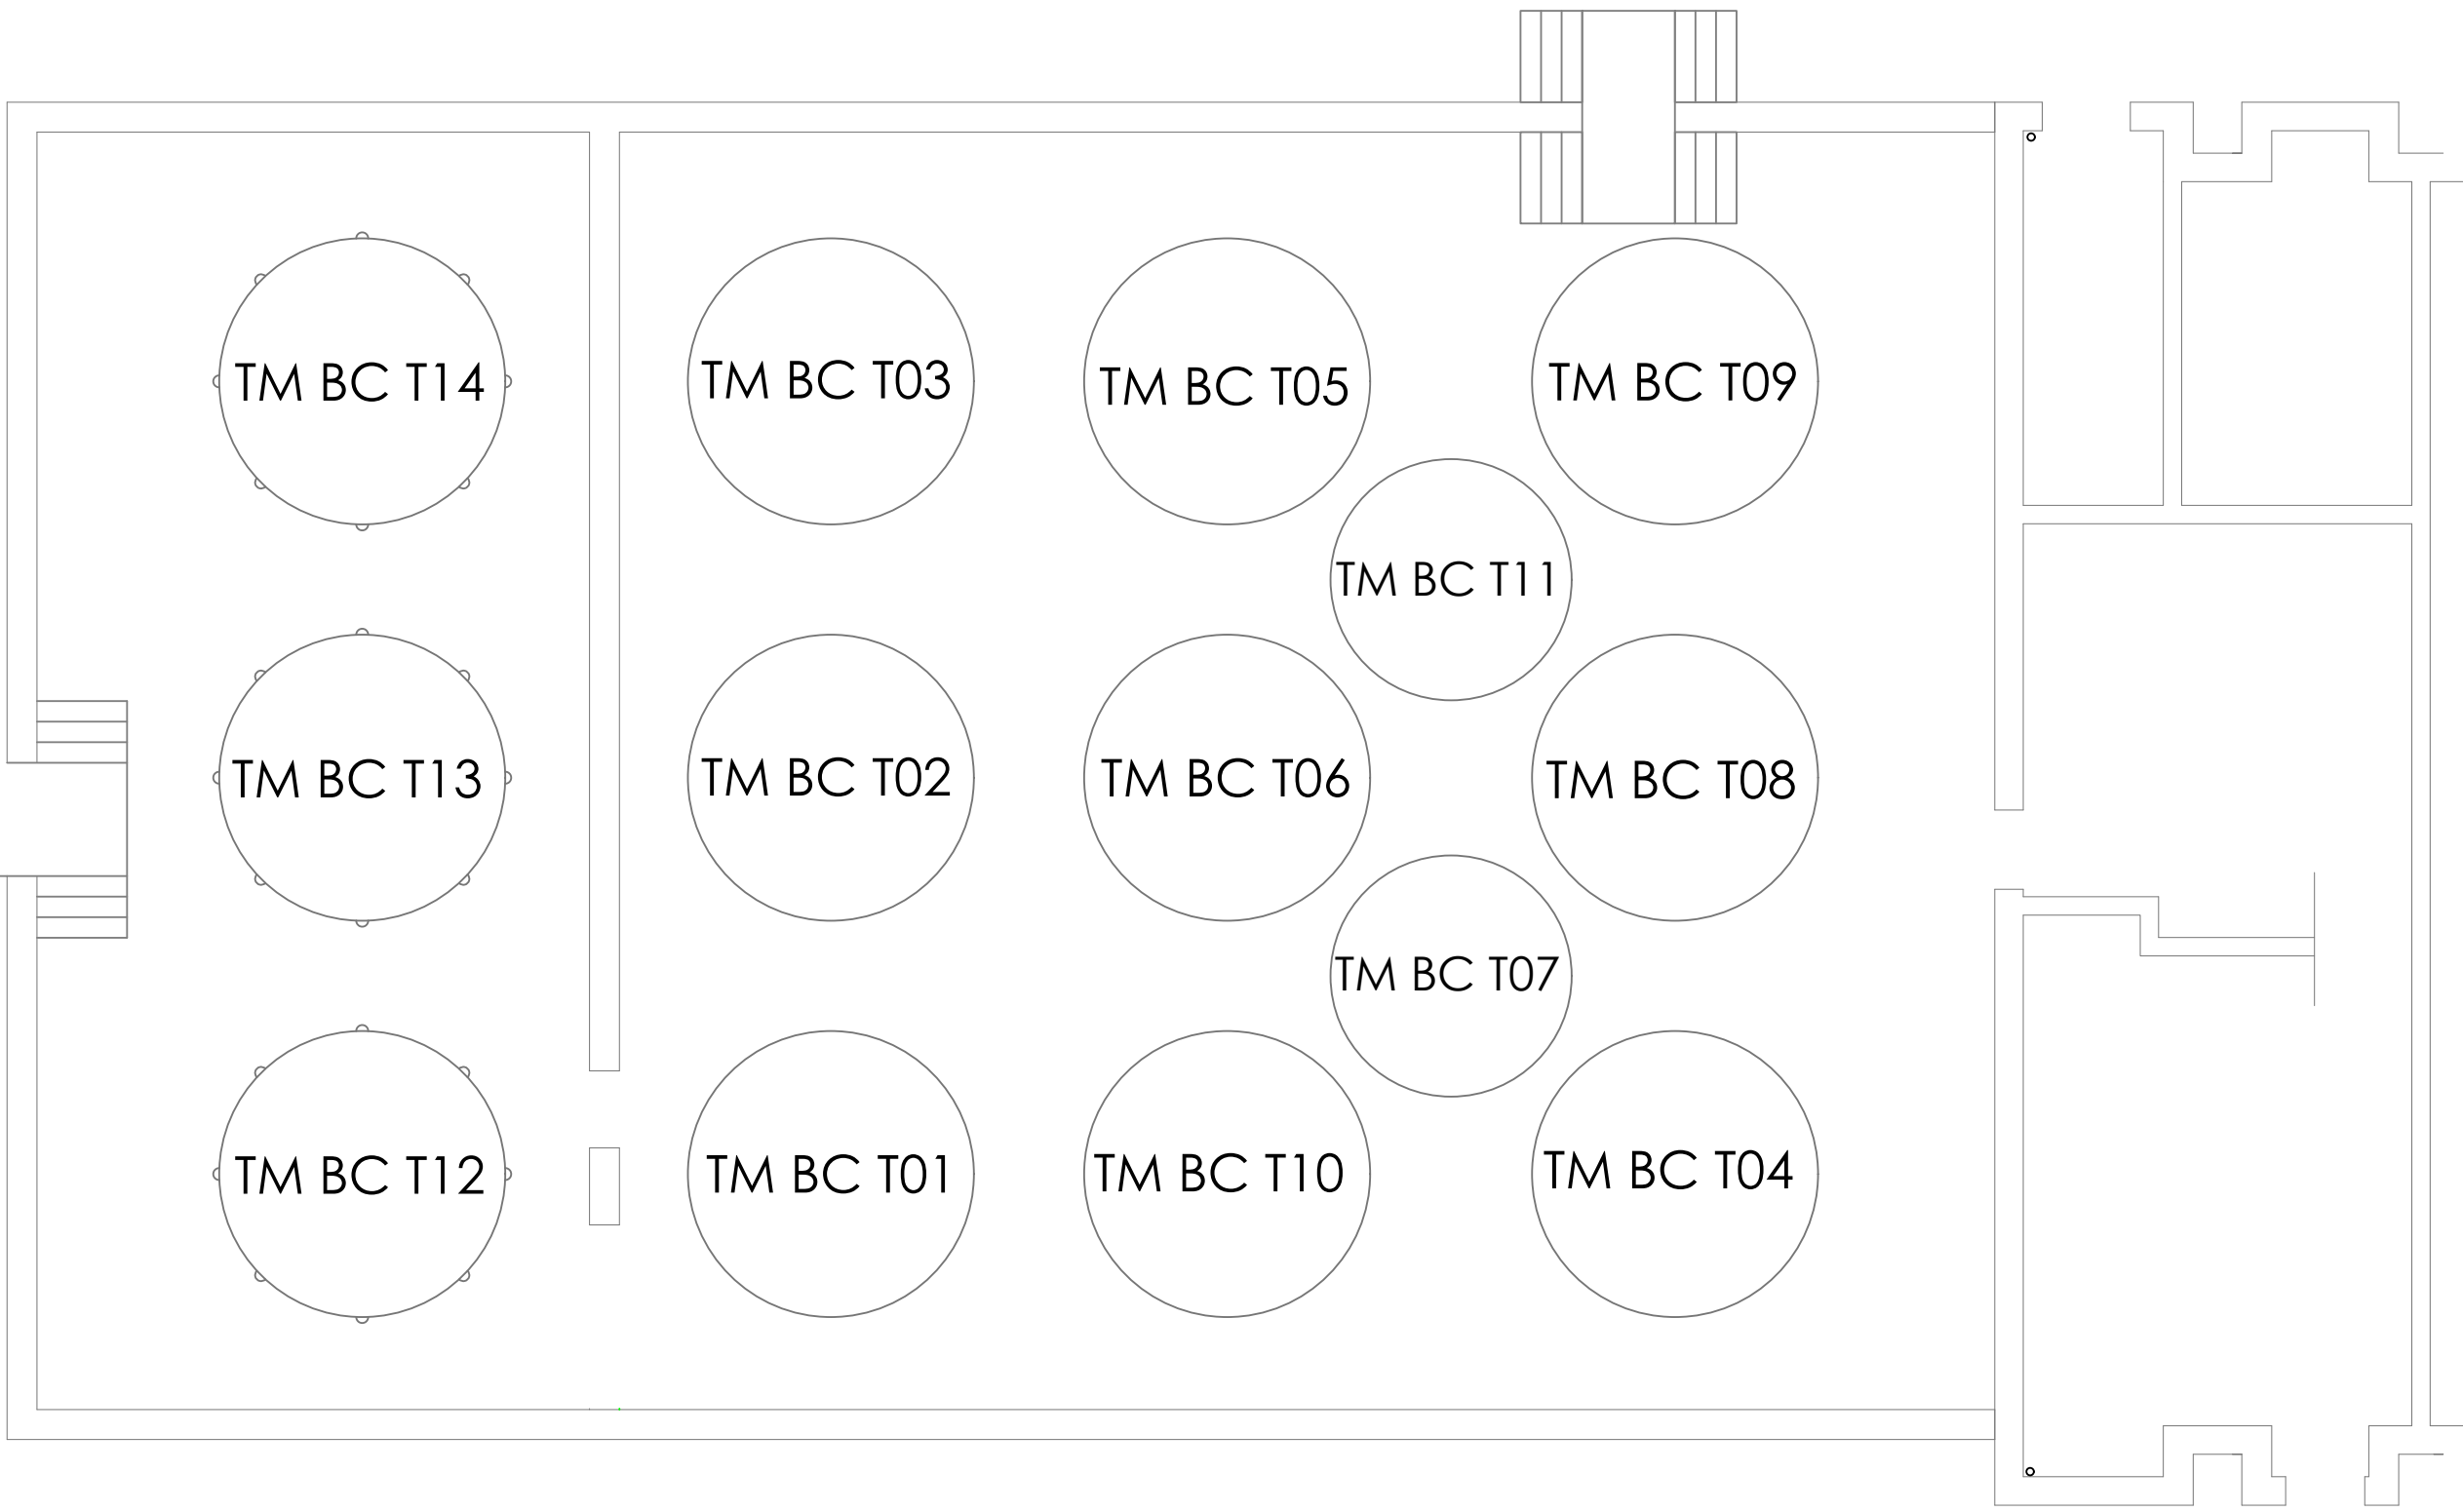 TM BC T14
TM BC T03
TM BC T05
TM BC T09
TM BC T11
TM BC T13
TM BC T02
TM BC T06
TM BC T08
TM BC T07
TM BC T12
TM BC T01
TM BC T10
TM BC T04